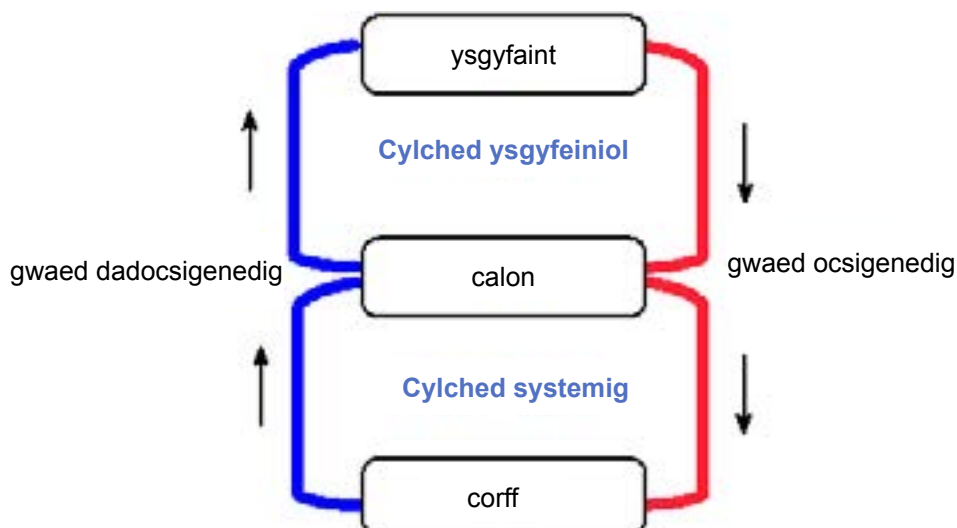 ysgyfaint
Cylched ysgyfeiniol
gwaed dadocsigenedig
calon
gwaed ocsigenedig
Cylched systemig
corff